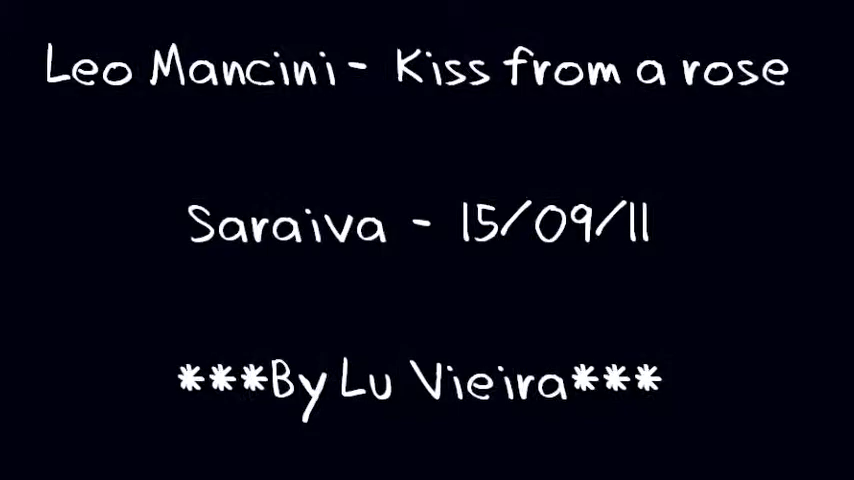 Leo Mancini - Kiss from a rose
Saraiva - 15/09/11
***By Lu Vieira***